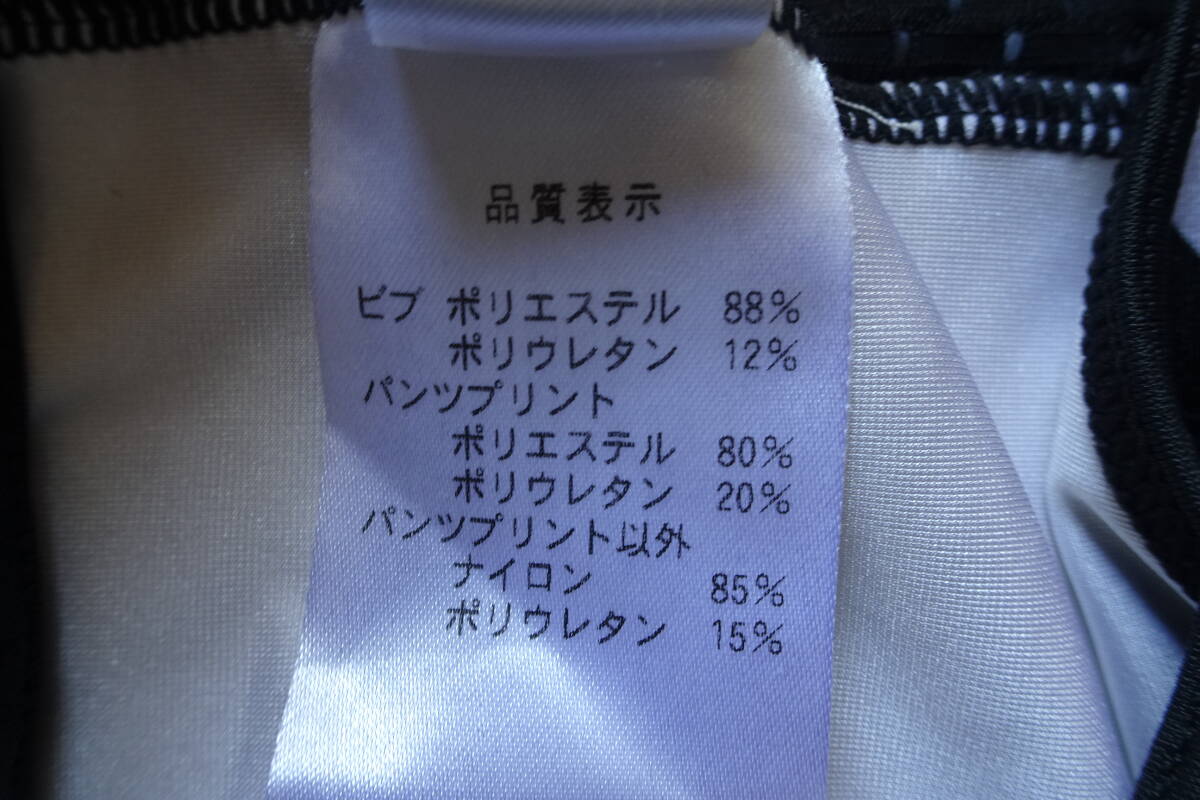 品質表示
ビブ ポリエステル 88%
ポリウレタン 12%
パンツプリント
ポリエステル 80%
ポリウレタン 20%
パンツプリント以外
ナイロン 85%
ポリウレタン 15%